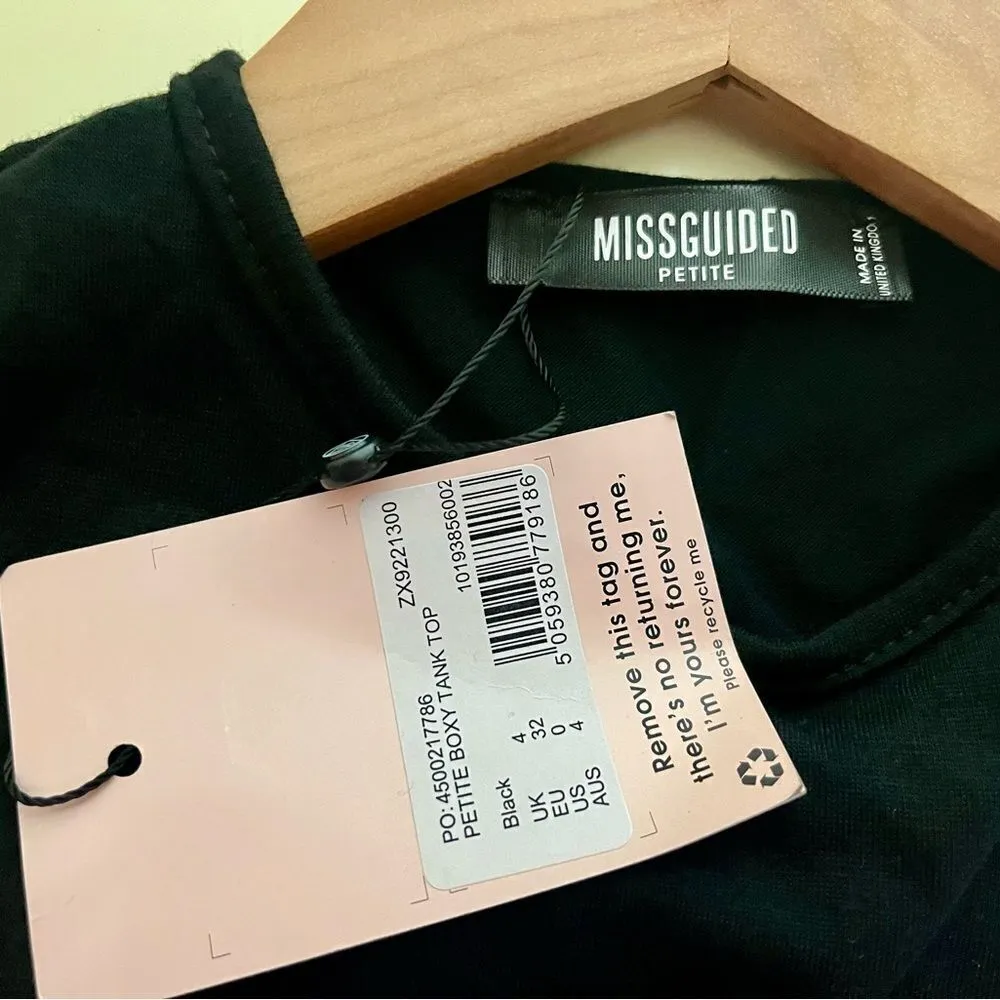 MISSGUIDED
PETITE
MADE IN
UNITED KINGDO
ZX9221300
10193856002
5 059380 779186
PO:4500217786
PETITE BOXY TANK TOP
Black
UK 4
EU 32
US 0
AUS 4
Remove this tag and
there's no returning me,
I'm yours forever.
Please recycle me